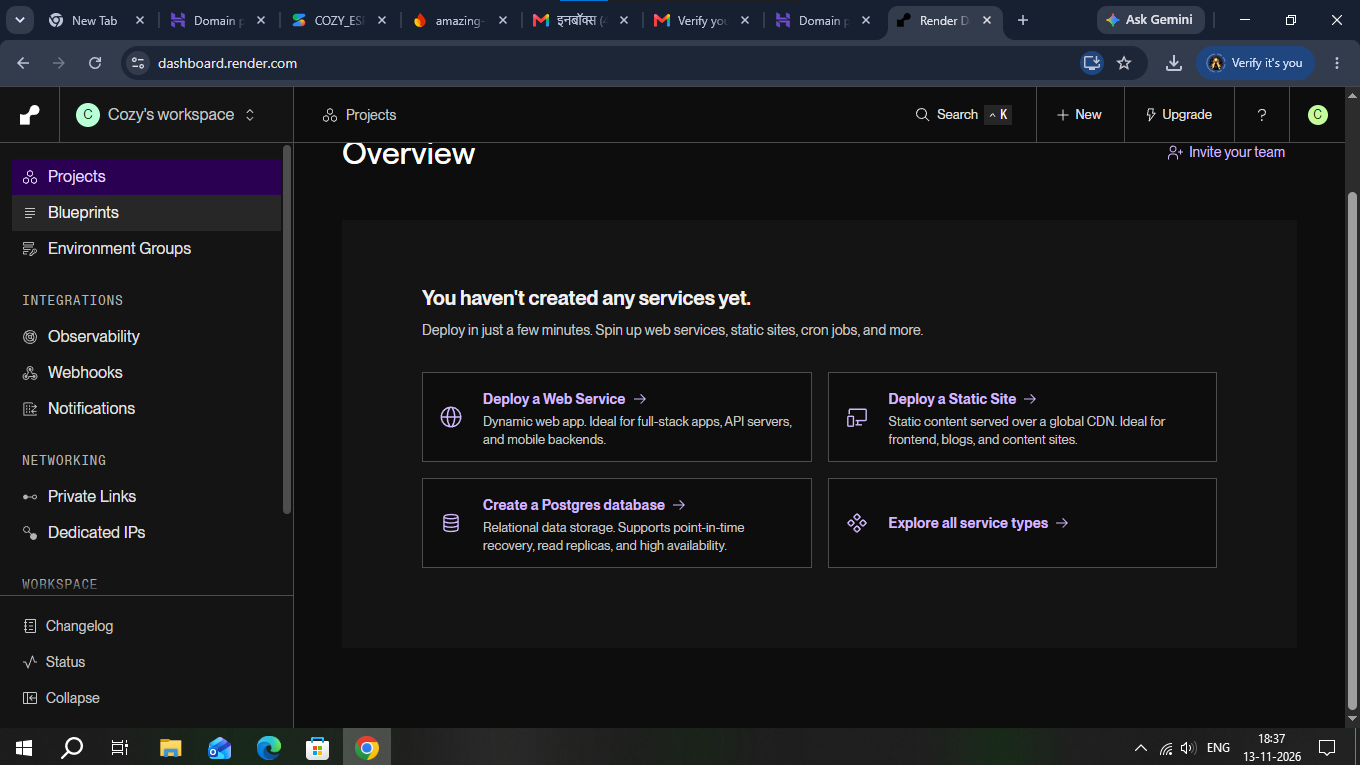 New Tab
Domain p
COZY_ESP
amazing-
इनबॉक्स (4
Verify you
Domain p
Render D
Ask Gemini
dashboard.render.com
Verify it's you
C
Cozy's workspace
Projects
Search
K
New
Upgrade
?
C
Projects
Blueprints
Environment Groups
INTEGRATIONS
Observability
Webhooks
Notifications
NETWORKING
Private Links
Dedicated IPs
WORKSPACE
Changelog
Status
Collapse
Overview
Invite your team
You haven't created any services yet.
Deploy in just a few minutes. Spin up web services, static sites, cron jobs, and more.
Deploy a Web Service →
Dynamic web app. Ideal for full-stack apps, API servers,
and mobile backends.
Deploy a Static Site →
Static content served over a global CDN. Ideal for
frontend, blogs, and content sites.
Create a Postgres database →
Relational data storage. Supports point-in-time
recovery, read replicas, and high availability.
Explore all service types →
ENG
18:37
13-11-2026